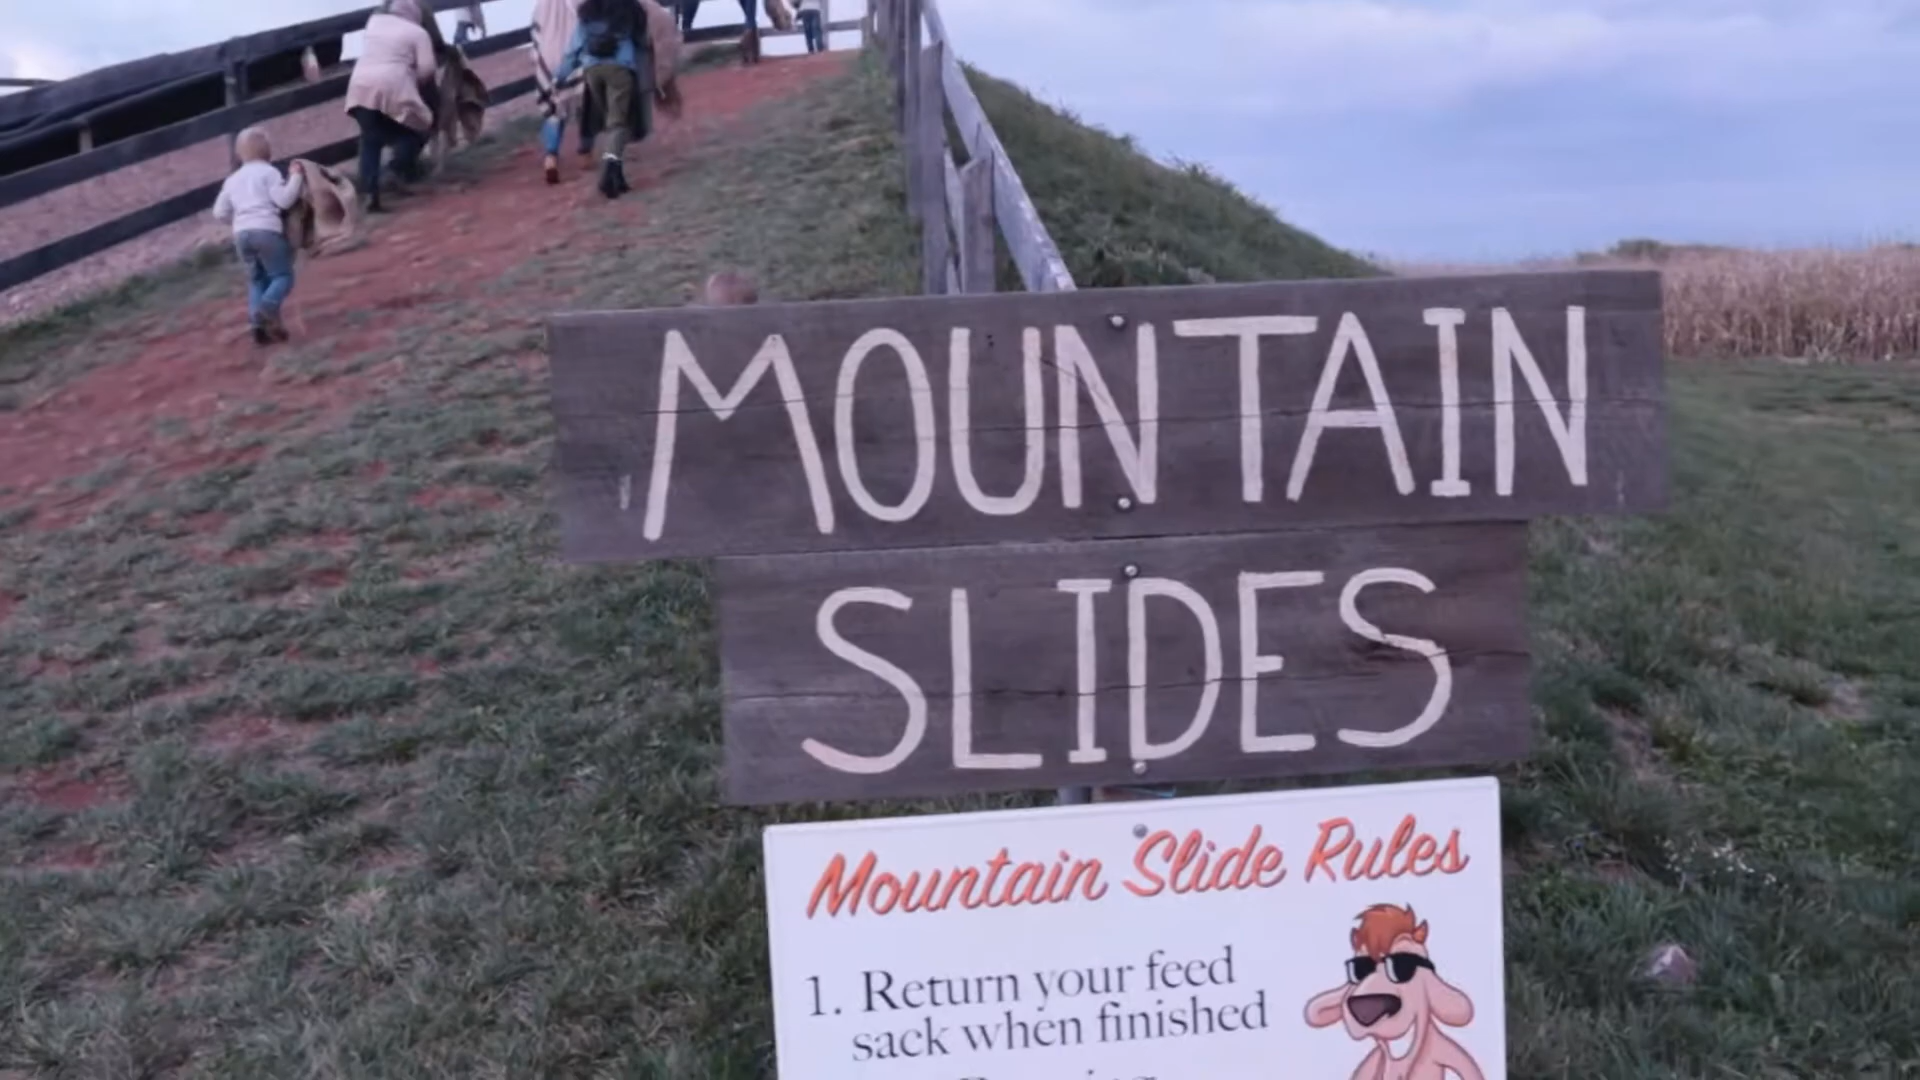 MOUNTAIN
SLIDES
Mountain Slide Rules
1. Return your feed
sack when finished